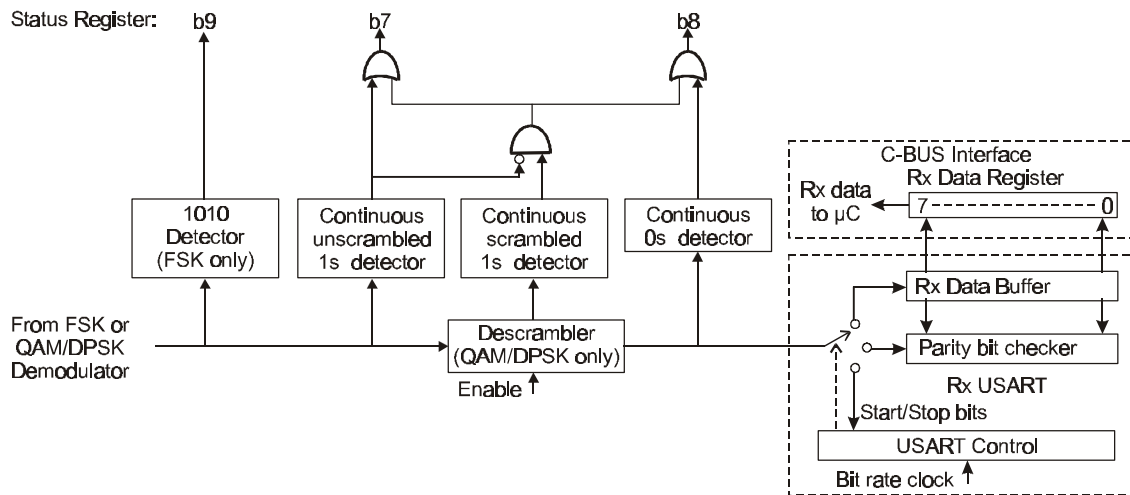 Status Register: b9 b7 b8
1010
Detector
(FSK only)
Continuous
unscrambled
1s detector
Continuous
scrambled
1s detector
Continuous
0s detector
C-BUS Interface
Rx Data Register
Rx data
to µC
7 0
Rx Data Buffer
From FSK or
QAM/DPSK
Demodulator
Descrambler
(QAM/DPSK only)
Enable
Parity bit checker
Rx USART
Start/Stop bits
USART Control
Bit rate clock